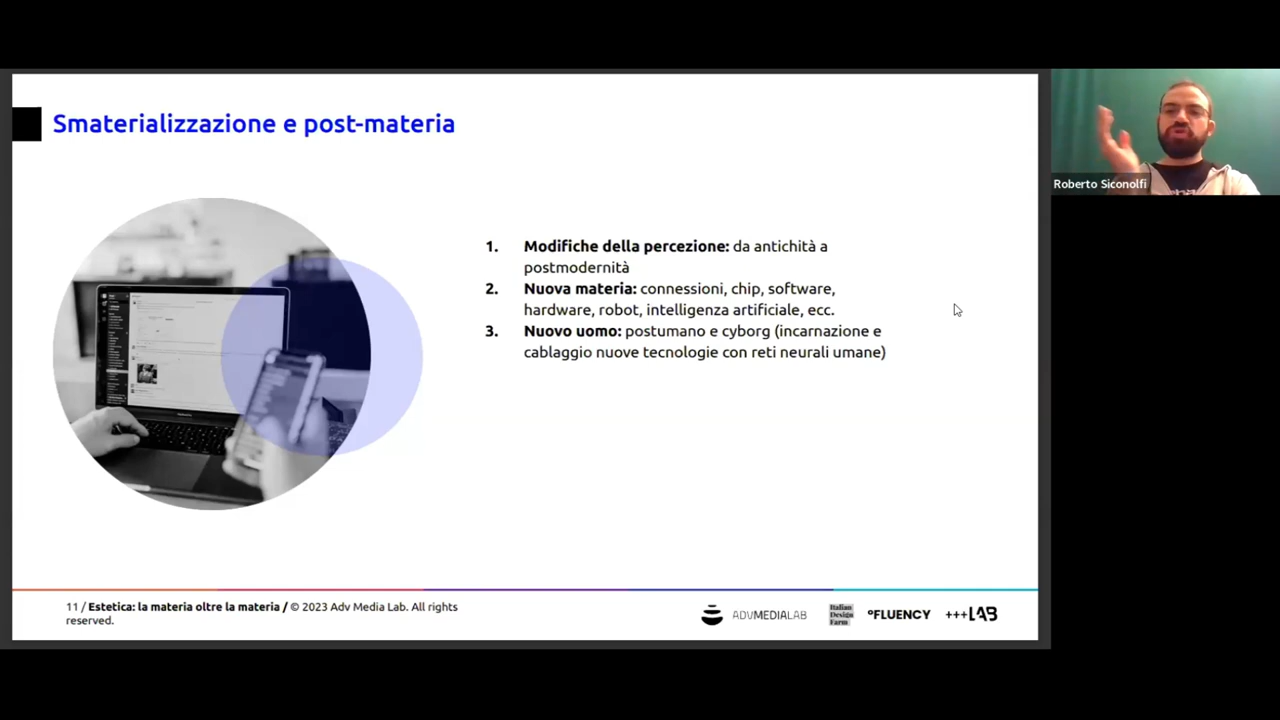 Smaterializzazione e post-materia
Roberto Siconolfi
1. Modifiche della percezione: da antichità a
postmodernità
2. Nuova materia: connessioni, chip, software,
hardware, robot, intelligenza artificiale, ecc.
3. Nuovo uomo: postumano e cyborg (incarnazione e
cablaggio nuove tecnologie con reti neurali umane)
11 / Estetica: la materia oltre la materia / © 2023 Adv Media Lab. All rights
reserved.
ADVMEDIALAB
Italian
Design
Farm
°FLUENCY
+++LAB